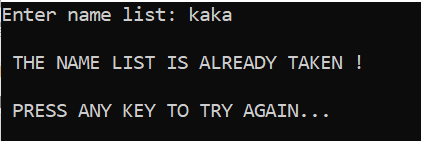 Enter name list: kaka
THE NAME LIST IS ALREADY TAKEN !
PRESS ANY KEY TO TRY AGAIN...